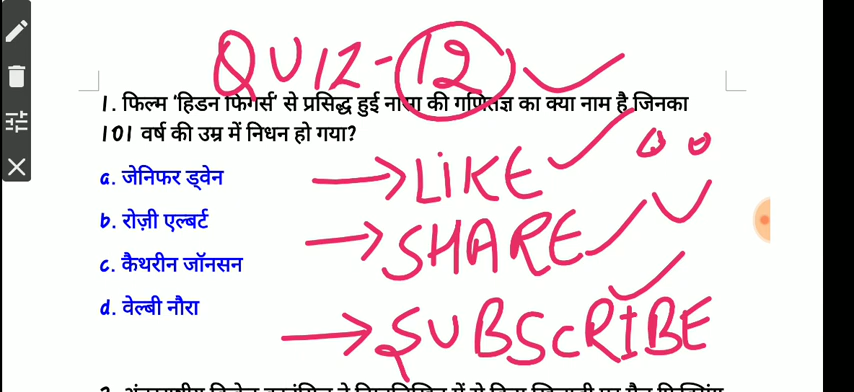 QUIZ-12
1. फिल्म 'हिडन फिगर्स' से प्रसिद्ध हुई नासा की गणितज्ञ का क्या नाम है जिनका
101 वर्ष की उम्र में निधन हो गया?
a. जेनिफर ड्वेन
→ LIKE
b. रोज़ी एल्बर्ट
→ SHARE
c. कैथरीन जॉनसन
d. वेल्बी नौरा
→ SUBSCRIBE